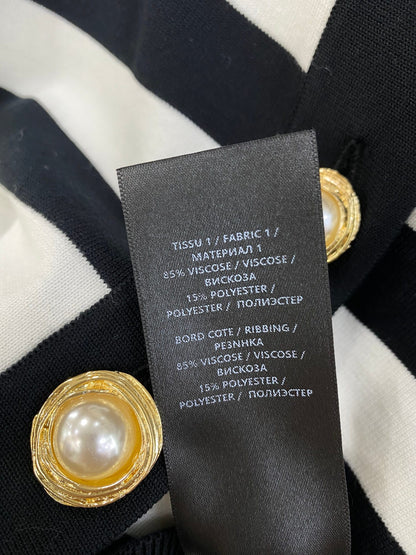 TISSU 1 / FABRIC 1 /
МАТЕРИАЛ 1
85% VISCOSE / VISCOSE /
ВИСКОЗА
15% POLYESTER /
POLYESTER / ПОЛИЭСТЕР
BORD COTE / RIBBING /
РЕЗИНКА
85% VISCOSE / VISCOSE /
ВИСКОЗА
15% POLYESTER /
POLYESTER / ПОЛИЭСТЕР